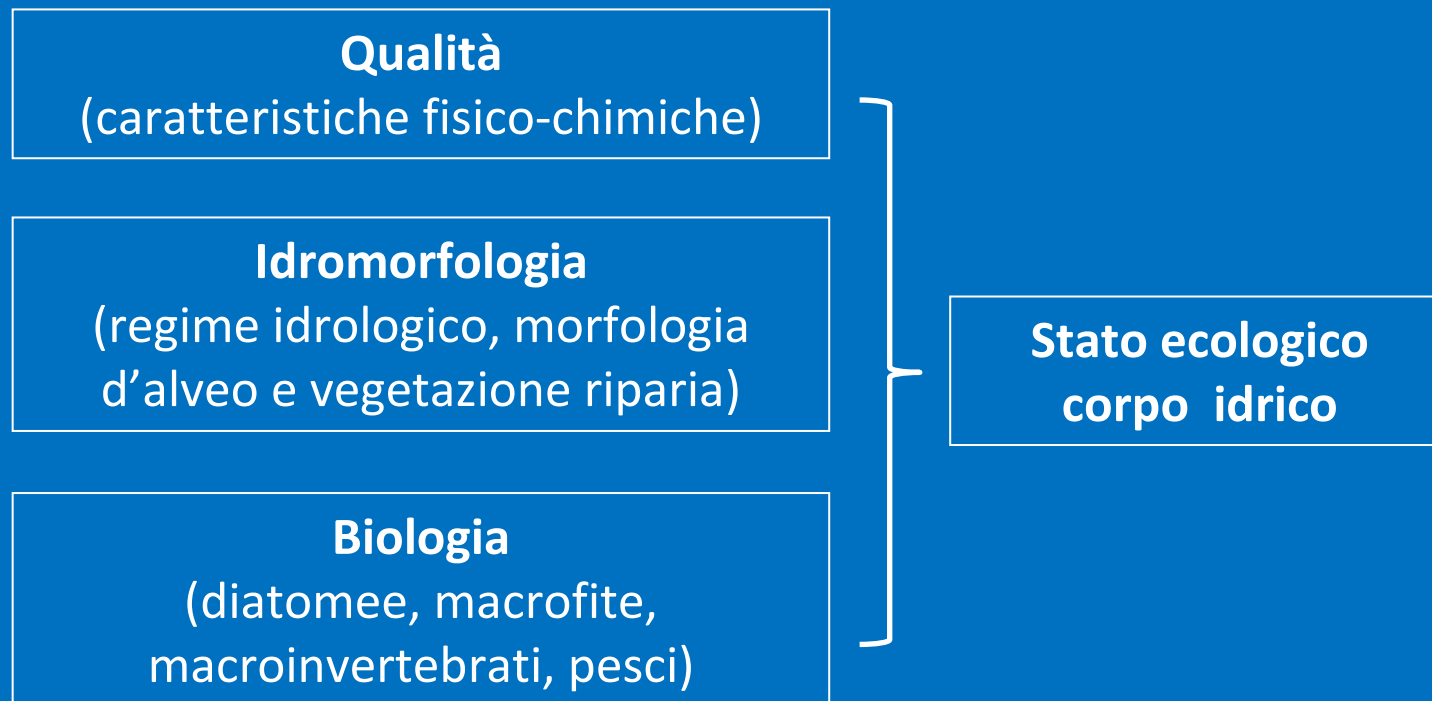 Qualità
(caratteristiche fisico-chimiche)
Idromorfologia
(regime idrologico, morfologia
d’alveo e vegetazione riparia)
Biologia
(diatomee, macrofite,
macroinvertebrati, pesci)
Stato ecologico
corpo  idrico